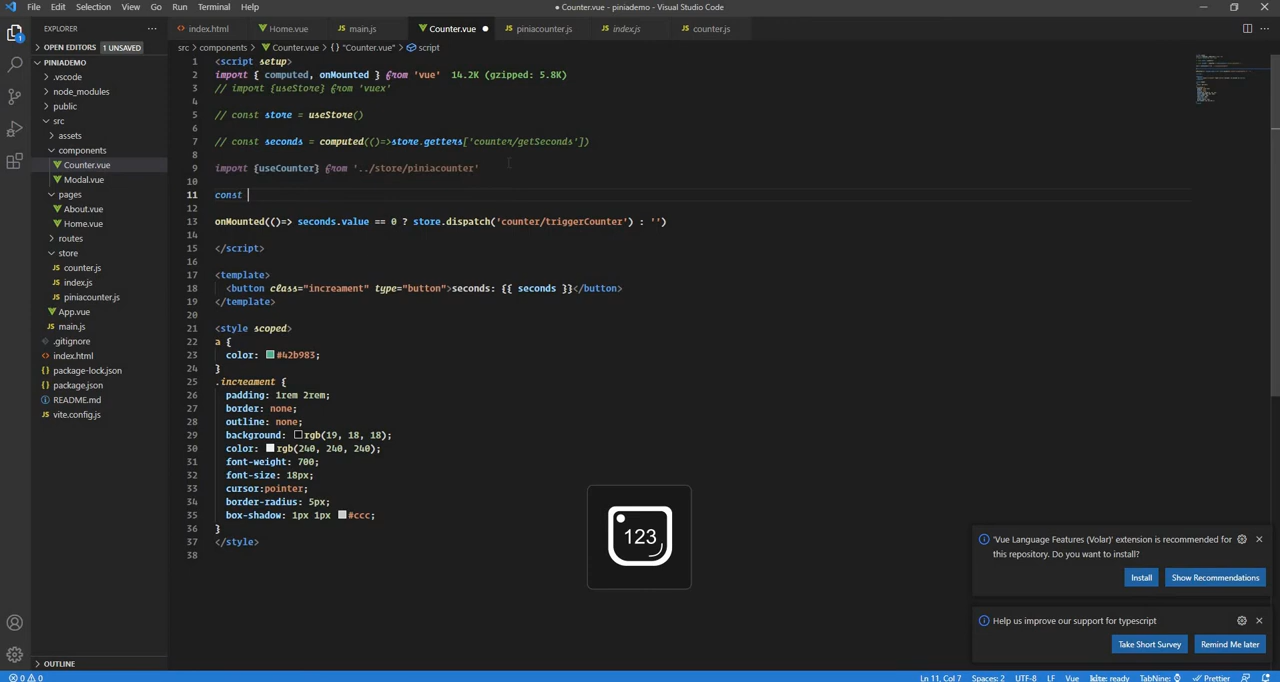 File Edit Selection View Go Run Terminal Help
● Counter.vue - piniademo - Visual Studio Code
EXPLORER
index.html
Home.vue
main.js
Counter.vue
piniacounter.js
index.js
counter.js
OPEN EDITORS 1 UNSAVED
src > components > Counter.vue > {} "Counter.vue" > script
PINIADEMO
.vscode
node_modules
public
src
assets
components
Counter.vue
Modal.vue
pages
About.vue
Home.vue
routes
store
counter.js
index.js
piniacounter.js
App.vue
main.js
.gitignore
index.html
package-lock.json
package.json
README.md
vite.config.js
OUTLINE
1 <script setup>
2 import { computed, onMounted } from 'vue' 14.2K (gripped: 5.8K)
3 // import {useStore} from 'vuex'
4
5 // const store = useStore()
6
7 // const seconds = computed(()=>store.getters['counter/getSeconds'])
8
9 import {useCounter} from '../store/piniacounter'
10
11 const
12
13 onMounted(()=> seconds.value == 0 ? store.dispatch('counter/triggerCounter') : '')
14
15 </script>
16
17 <template>
18 <button class="increament" type="button">seconds: {{ seconds }}</button>
19 </template>
20
21 <style scoped>
22 a {
23 color: #42b983;
24 }
25 .increament {
26 padding: 1rem 2rem;
27 border: none;
28 outline: none;
29 background: rgb(19, 18, 18);
30 color: rgb(240, 240, 240);
31 font-weight: 700;
32 font-size: 18px;
33 cursor:pointer;
34 border-radius: 5px;
35 box-shadow: 1px 1px #ccc;
36 }
37 </style>
38
123
'Vue Language Features (Volar)' extension is recommended for
this repository. Do you want to install?
Install
Show Recommendations
Help us improve our support for typescript
Take Short Survey
Remind Me later
0 0
Ln 11, Col 7 Spaces: 2 UTF-8 LF Vue kite: ready TabNine: Prettier